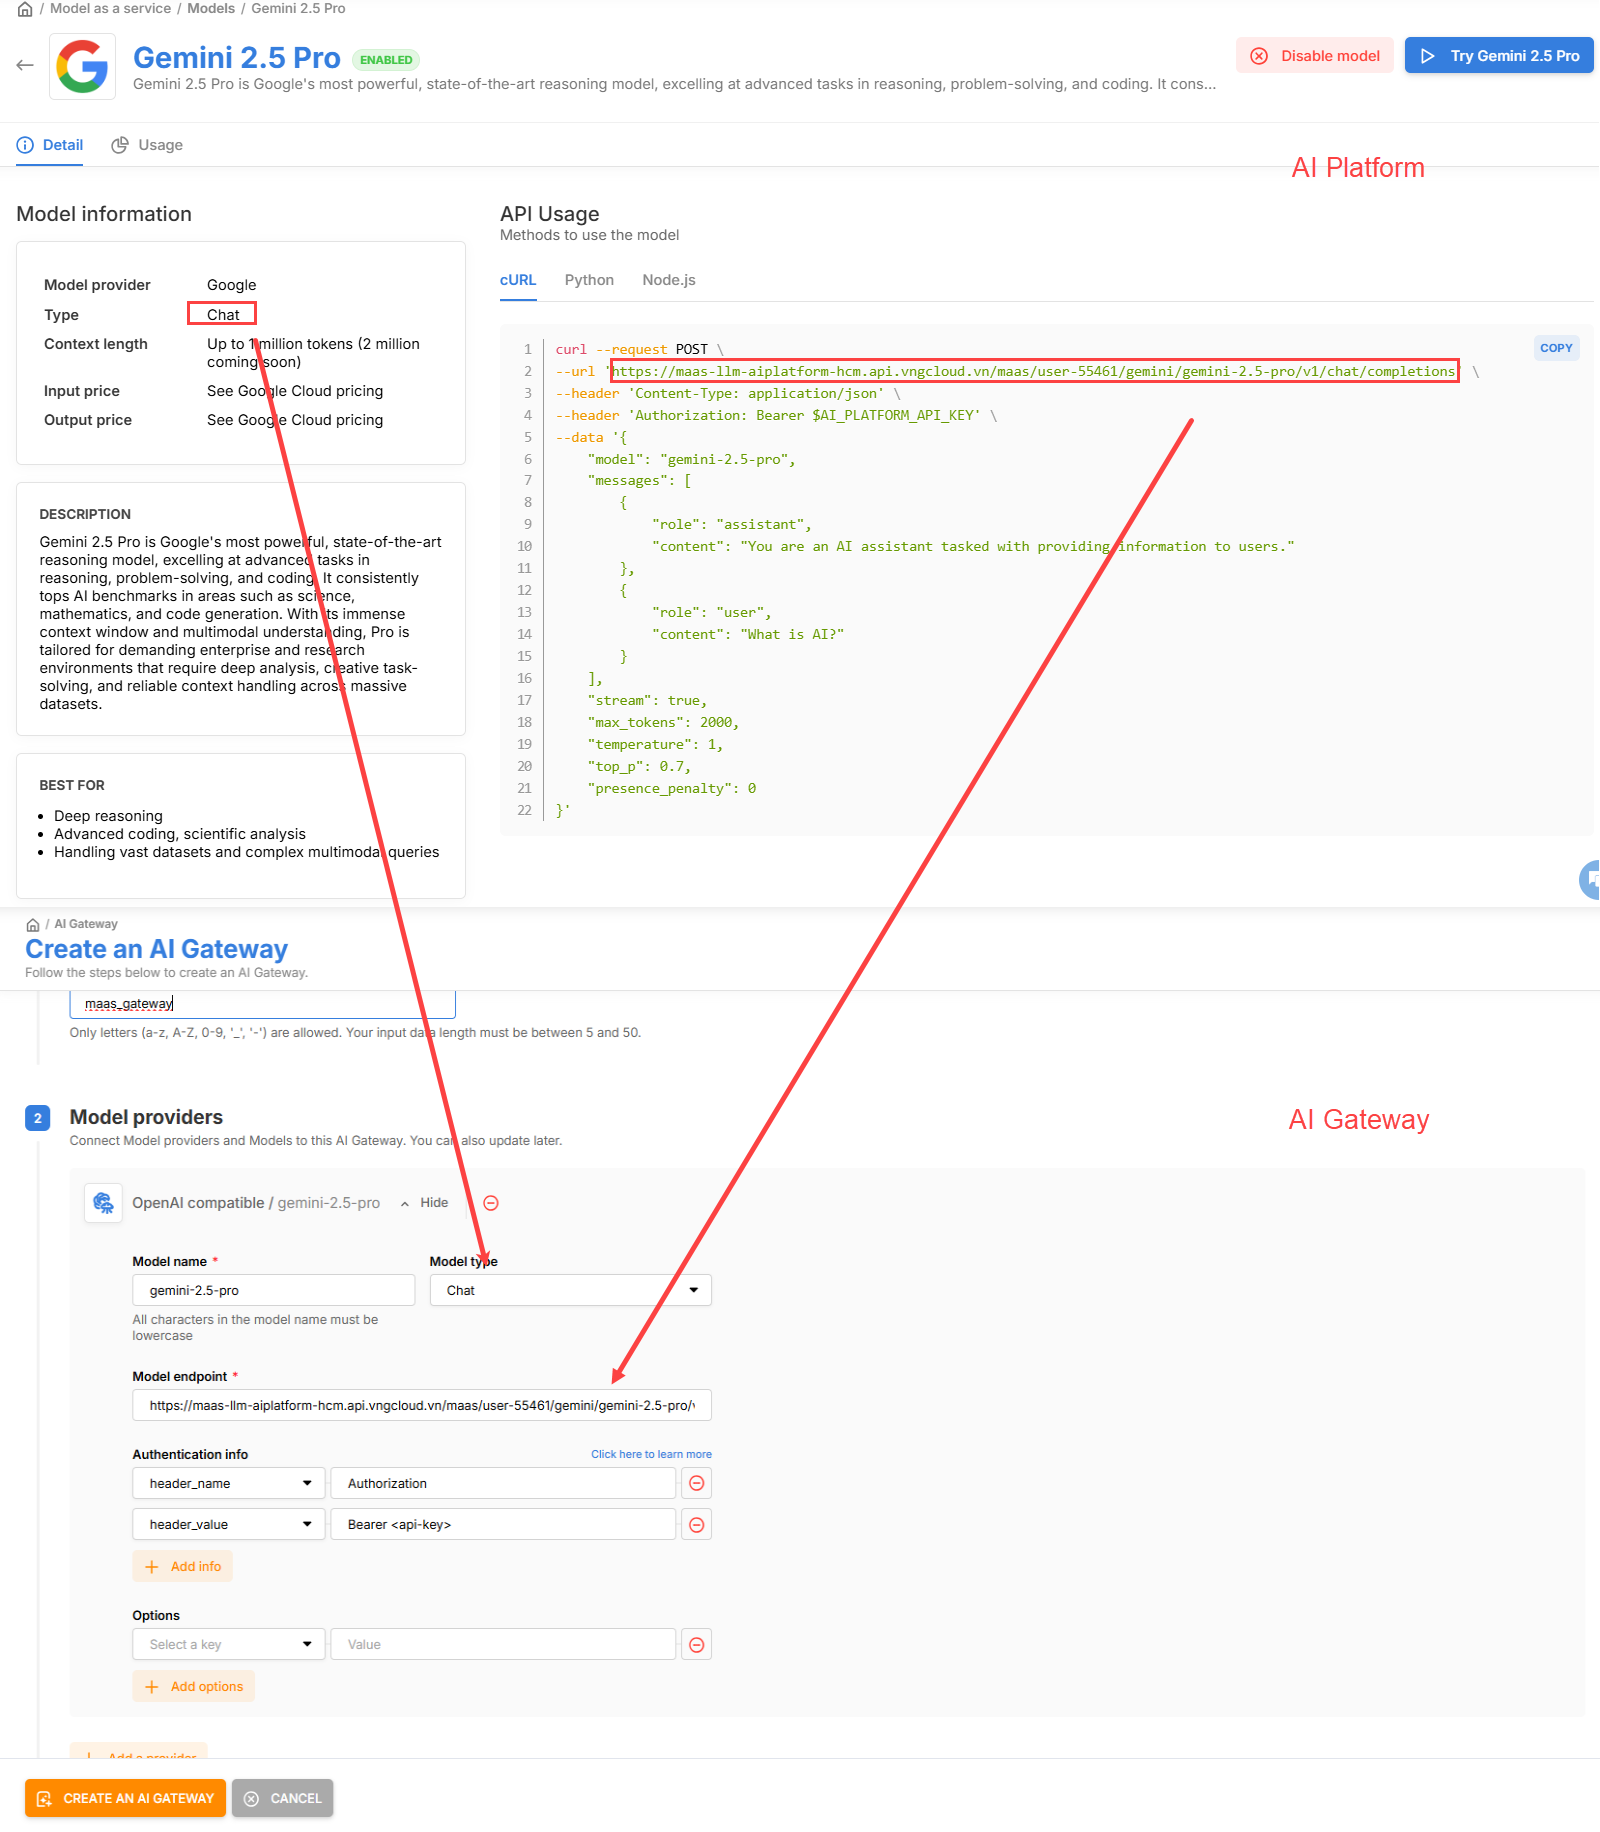 / Model as a service / Models / Gemini 2.5 Pro
Gemini 2.5 Pro ENABLED
Gemini 2.5 Pro is Google's most powerful, state-of-the-art reasoning model, excelling at advanced tasks in reasoning, problem-solving, and coding. It cons...
Disable model
Try Gemini 2.5 Pro
Detail
Usage
AI Platform
Model information
Model provider Google
Type Chat
Context length Up to 1 million tokens (2 million
coming soon)
Input price See Google Cloud pricing
Output price See Google Cloud pricing
DESCRIPTION
Gemini 2.5 Pro is Google's most powerful, state-of-the-art
reasoning model, excelling at advanced tasks in
reasoning, problem-solving, and coding. It consistently
tops AI benchmarks in areas such as science,
mathematics, and code generation. With its immense
context window and multimodal understanding, Pro is
tailored for demanding enterprise and research
environments that require deep analysis, creative task-
solving, and reliable context handling across massive
datasets.
BEST FOR
• Deep reasoning
• Advanced coding, scientific analysis
• Handling vast datasets and complex multimodal queries
API Usage
Methods to use the model
cURL Python Node.js
COPY
1 curl --request POST \
2 --url 'https://maas-llm-aiplatform-hcm.api.vngcloud.vn/maas/user-55461/gemini/gemini-2.5-pro/v1/chat/completions' \
3 --header 'Content-Type: application/json' \
4 --header 'Authorization: Bearer $AI_PLATFORM_API_KEY' \
5 --data '{
6 "model": "gemini-2.5-pro",
7 "messages": [
8 {
9 "role": "assistant",
10 "content": "You are an AI assistant tasked with providing information to users."
11 },
12 {
13 "role": "user",
14 "content": "What is AI?"
15 }
16 ],
17 "stream": true,
18 "max_tokens": 2000,
19 "temperature": 1,
20 "top_p": 0.7,
21 "presence_penalty": 0
22 }'
/ AI Gateway
Create an AI Gateway
Follow the steps below to create an AI Gateway.
maas_gateway
Only letters (a-z, A-Z, 0-9, '_', '-') are allowed. Your input data length must be between 5 and 50.
AI Gateway
2 Model providers
Connect Model providers and Models to this AI Gateway. You can also update later.
OpenAI compatible / gemini-2.5-pro Hide
Model name * Model type
gemini-2.5-pro Chat
All characters in the model name must be
lowercase
Model endpoint *
https://maas-llm-aiplatform-hcm.api.vngcloud.vn/maas/user-55461/gemini/gemini-2.5-pro/v
Authentication info Click here to learn more
header_name Authorization
header_value Bearer <api-key>
+ Add info
Options
Select a key Value
+ Add options
+ Add a provider
CREATE AN AI GATEWAY CANCEL